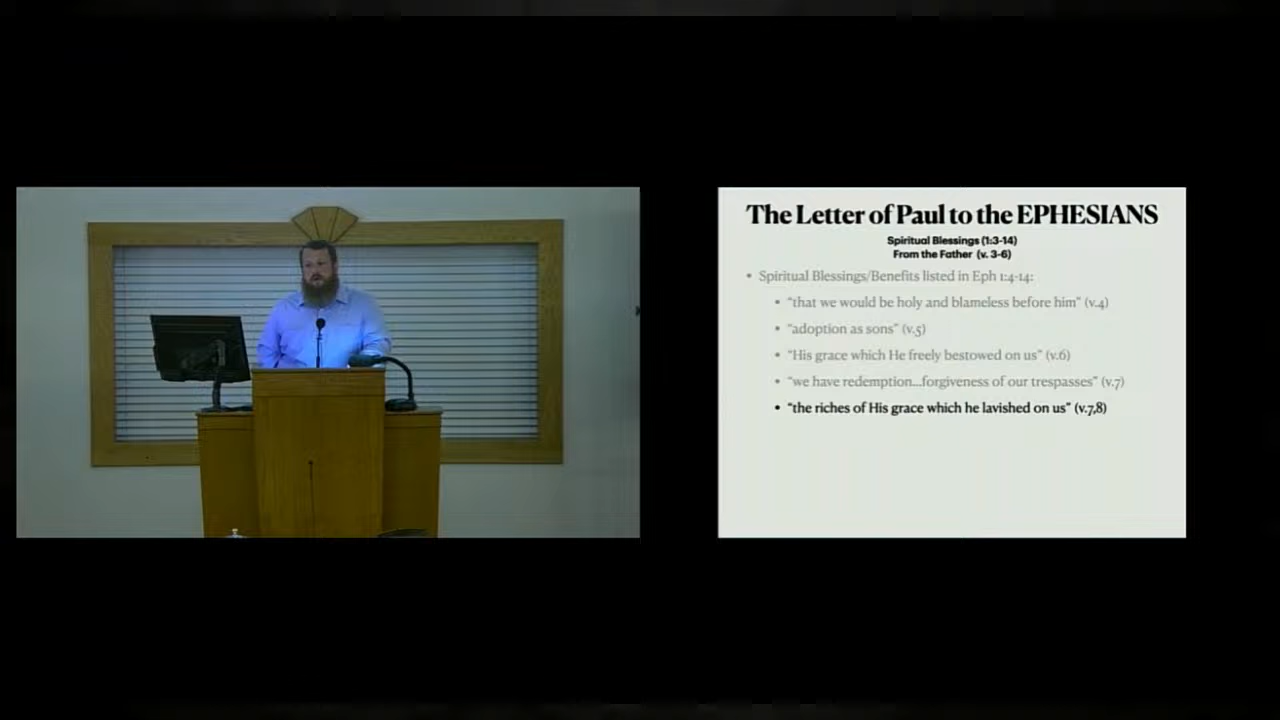 The Letter of Paul to the EPHESIANS
Spiritual Blessings (1:3-14)
From the Father (v. 3-6)
• Spiritual Blessings/Benefits listed in Eph 1:4-14:
• “that we would be holy and blameless before him” (v.4)
• “adoption as sons” (v.5)
• “His grace which He freely bestowed on us” (v.6)
• “we have redemption...forgiveness of our trespasses” (v.7)
• “the riches of His grace which he lavished on us” (v.7,8)